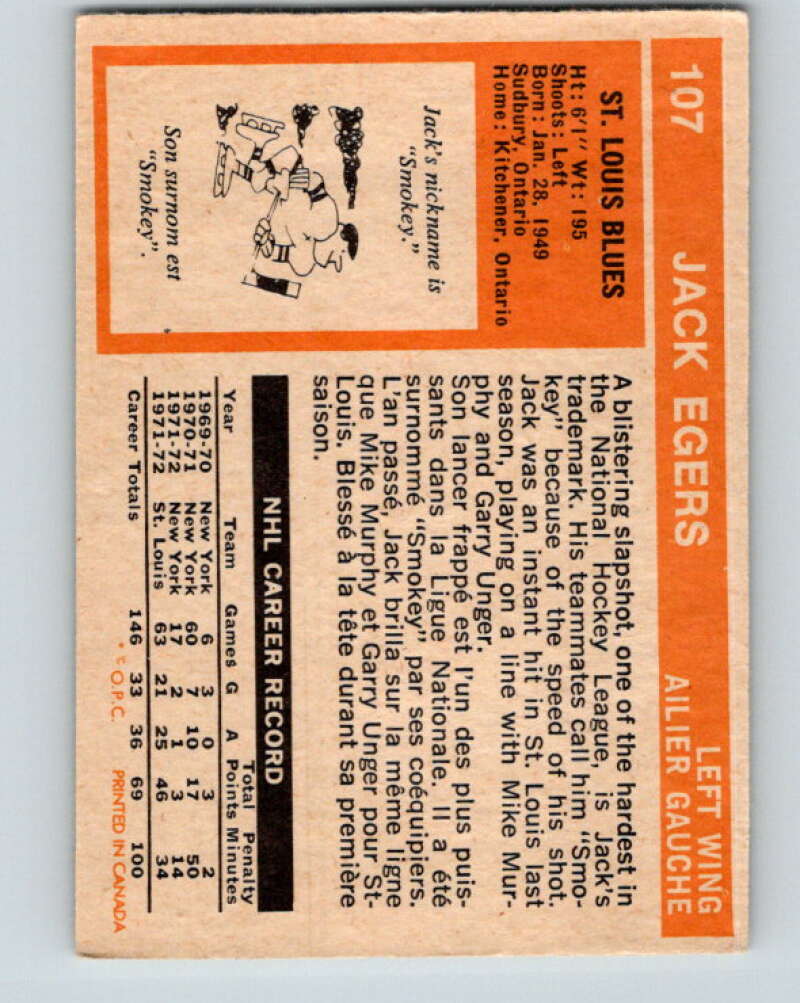 107 JACK EGERS LEFT WING
AILIER GAUCHE
ST. LOUIS BLUES
Ht: 6'1" Wt: 195
Shoots: Left
Born: Jan. 28, 1949
Sudbury, Ontario
Home: Kitchener, Ontario
Jack's nickname is
"Smokey."
Son surnom est
"Smokey".
A blistering slapshot, one of the hardest in
the National Hockey League, is Jack's
trademark. His teammates call him "Smo-
key" because of the speed of his shot.
Jack was an instant hit in St. Louis last
season, playing on a line with Mike Mur-
phy and Garry Unger.
Son lancer frappé est l'un des plus puis-
sants dans la Ligue Nationale. Il a été
surnommé "Smokey" par ses coéquipiers.
L'an passé, Jack brilla sur la même ligne
que Mike Murphy et Garry Unger pour St-
Louis. Blessé à la tête durant sa première
saison.
NHL CAREER RECORD
Total Penalty
Year Team Games G A Points Minutes
1969-70 New York 6 3 0 3 2
1970-71 New York 60 7 10 17 50
1971-72 New York 17 2 1 3 14
1971-72 St. Louis 63 21 25 46 34
Career Totals 146 33 36 69 100
* © O.P.C. PRINTED IN CANADA